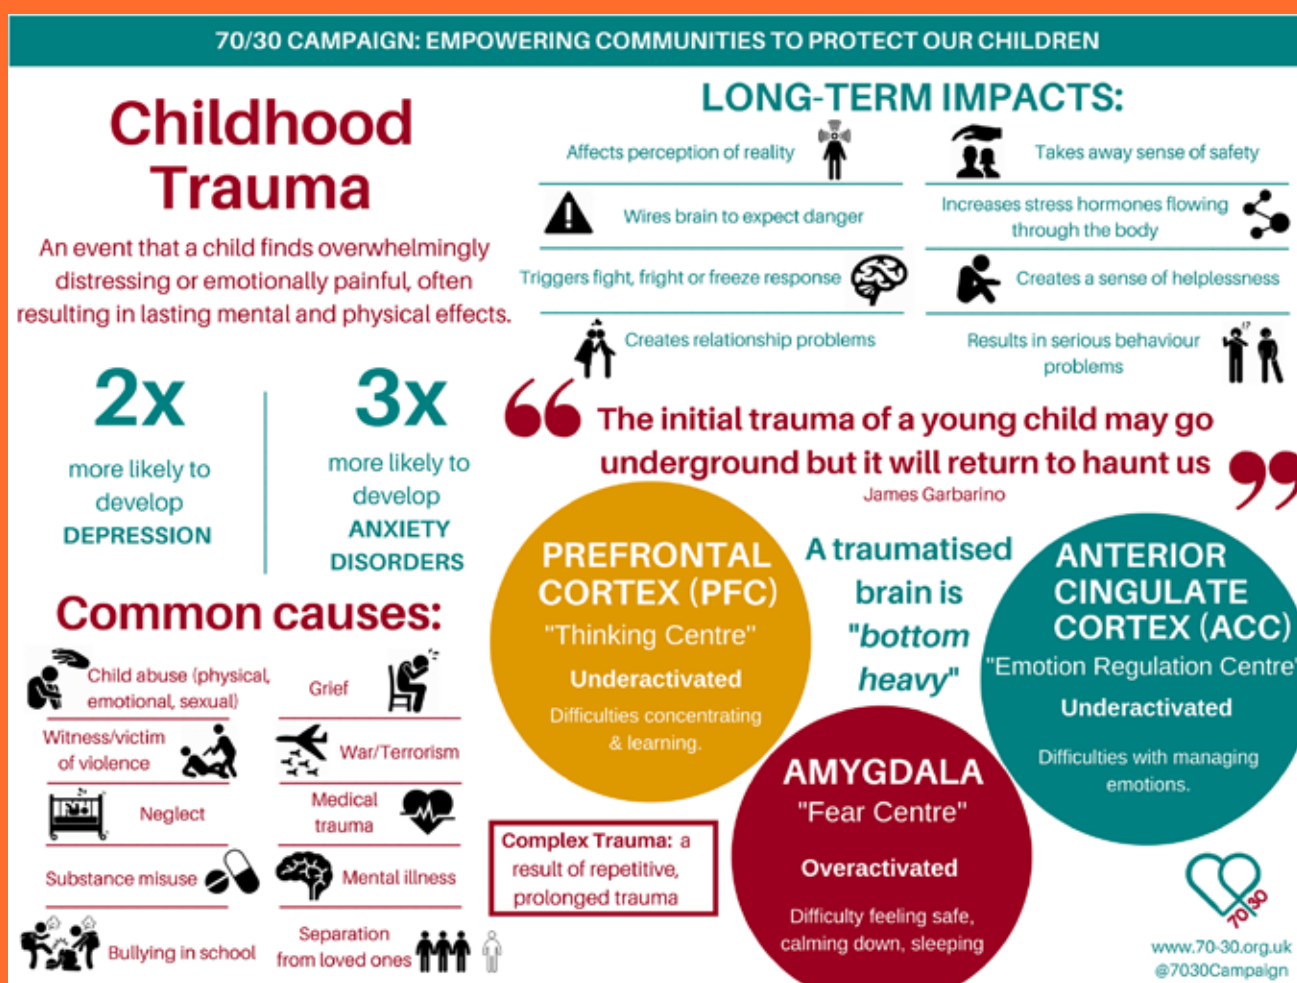 70/30 CAMPAIGN: EMPOWERING COMMUNITIES TO PROTECT OUR CHILDREN
Childhood
Trauma
An event that a child finds overwhelmingly
distressing or emotionally painful, often
resulting in lasting mental and physical effects.
2x
more likely to
develop
DEPRESSION
3x
more likely to
develop
ANXIETY
DISORDERS
Common causes:
Child abuse (physical,
emotional, sexual)
Grief
Witness/victim
of violence
War/Terrorism
Neglect
Medical
trauma
Substance misuse
Mental illness
Bullying in school
Separation
from loved ones
LONG-TERM IMPACTS:
Affects perception of reality
Takes away sense of safety
Wires brain to expect danger
Increases stress hormones flowing
through the body
Triggers fight, fright or freeze response
Creates a sense of helplessness
Creates relationship problems
Results in serious behaviour
problems
!?
“The initial trauma of a young child may go
underground but it will return to haunt us”
James Garbarino
PREFRONTAL
CORTEX (PFC)
"Thinking Centre"
Underactivated
Difficulties concentrating
& learning.
A traumatised
brain is
"bottom
heavy"
ANTERIOR
CINGULATE
CORTEX (ACC)
"Emotion Regulation Centre"
Underactivated
Difficulties with managing
emotions.
AMYGDALA
"Fear Centre"
Overactivated
Difficulty feeling safe,
calming down, sleeping
Complex Trauma: a
result of repetitive,
prolonged trauma
70/30
www.70-30.org.uk
@7030Campaign